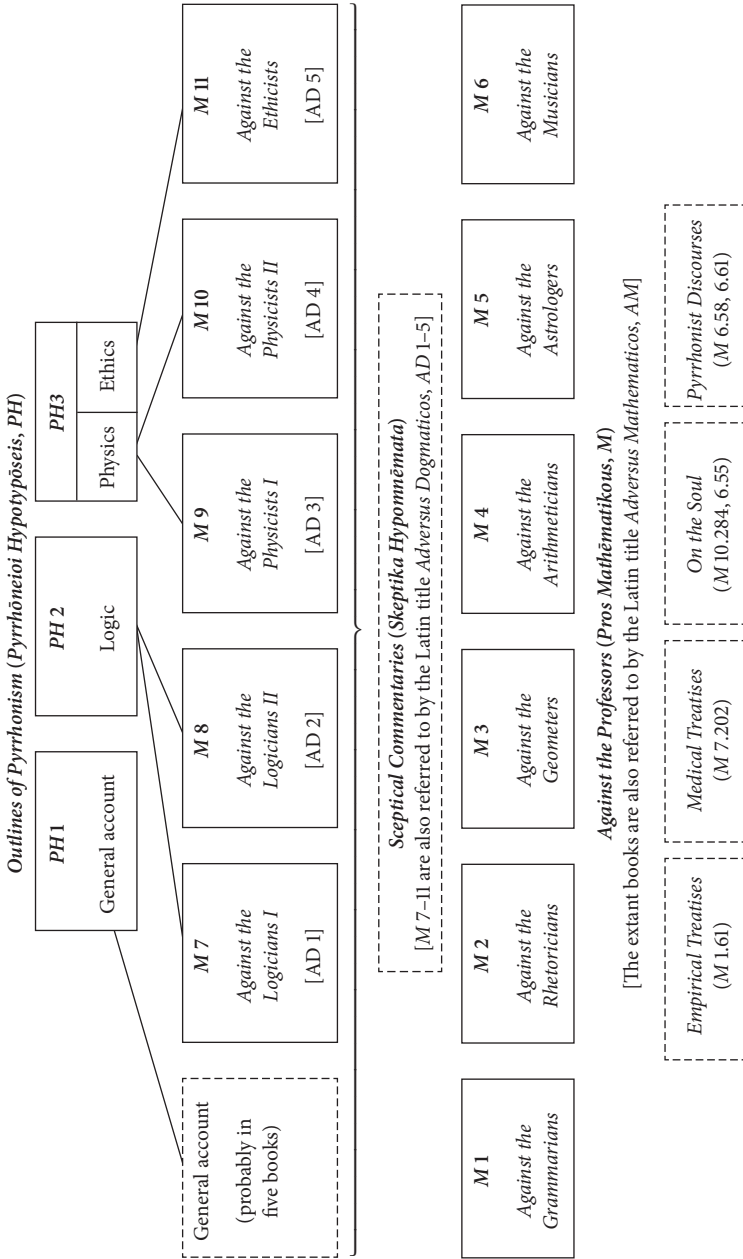 Outlines of Pyrrhonism (Pyrrhōneioi Hypotypōseis, PH)
PH 1
General account
PH 2
Logic
PH3
Physics
Ethics
General account
(probably in
five books)
M 7
Against the
Logicians I
[AD 1]
M 8
Against the
Logicians II
[AD 2]
M 9
Against the
Physicists I
[AD 3]
M 10
Against the
Physicists II
[AD 4]
M 11
Against the
Ethicists
[AD 5]
Sceptical Commentaries (Skeptika Hypomnēmata)
[M 7–11 are also referred to by the Latin title Adversus Dogmaticos, AD 1–5]
M 1
Against the
Grammarians
M 2
Against the
Rhetoricians
M 3
Against the
Geometers
M 4
Against the
Arithmeticians
M 5
Against the
Astrologers
M 6
Against the
Musicians
Against the Professors (Pros Mathēmatikous, M)
[The extant books are also referred to by the Latin title Adversus Mathematicos, AM]
Empirical Treatises
(M 1.61)
Medical Treatises
(M 7.202)
On the Soul
(M 10.284, 6.55)
Pyrrhonist Discourses
(M 6.58, 6.61)